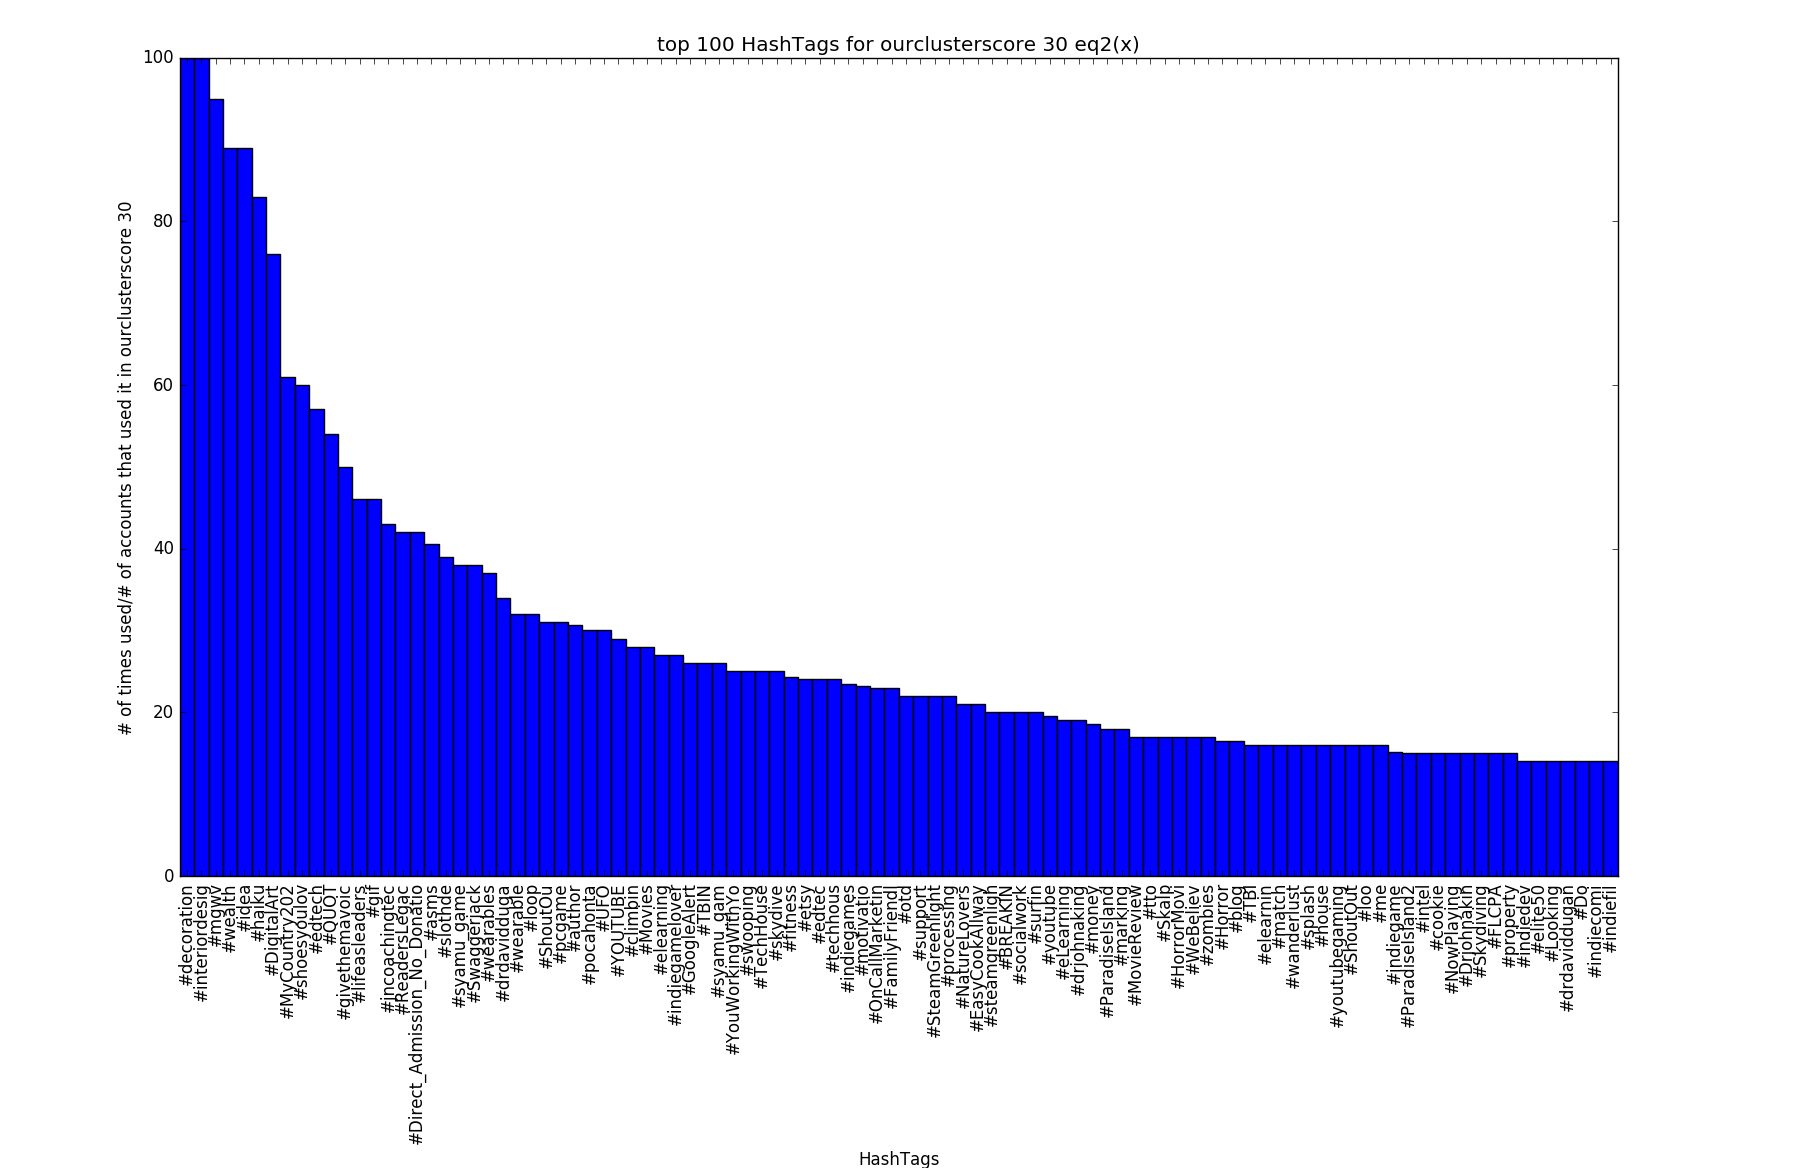 top 100 HashTags for ourclusterscore 30 eq2(x)
# of times used/# of accounts that used it in ourclusterscore 30
100
80
60
40
20
0
#decoration
#interiordesig
#mgwv
#wealth
#idea
#haiku
#DigitalArt
#MyCountry202
#shoesyoulov
#edtech
#QUOT
#givethemavoic
#lifeasleaders
#gif
#incoachingtec
#ReadersLegac
#Direct_Admission_No_Donatio
#asms
#slothde
#syamu_game
#Swaggerjack
#wearables
#drdaviddduga
#wearable
#loop
#ShoutOu
#pcgame
#author
#pocahonta
#IFO
#YOUTUBE
#climbin
#Movies
#elearning
#indiegamelover
#GoogleAlert
#TBIN
#syamu_gam
#YouWorkingWithYo
#swooping
#TechHouse
#skydive
#fitness
#etsy
#edtec
#techhous
#indiegames
#motivatio
#OnCallMarketin
#FamilyFriendl
#otd
#support
#SteamGreenlight
#processing
#NatureLovers
#EasyCookAllway
#steamgreenligh
#BREAKIN
#socialwork
#surfin
#youtube
#eLearning
#drjohnaking
#money
#ParadiseIsland
#Parking
#MovieReview
#tto
#Skalp
#HorrorMovi
#WeBeliev
#zombies
#Horror
#blog
#TBI
#elearnin
#match
#wanderlust
#splash
#house
#youtubegaming
#ShoutOut
#loo
#me
#indiegame
#ParadiseIsland2
#intel
#cookie
#NowPlaying
#Drjohnakin
#Skydiving
#FLCPA
#property
#indiedev
#elite50
#Looking
#drdaviddugan
#Do
#indiecomi
#indiefil
HashTags